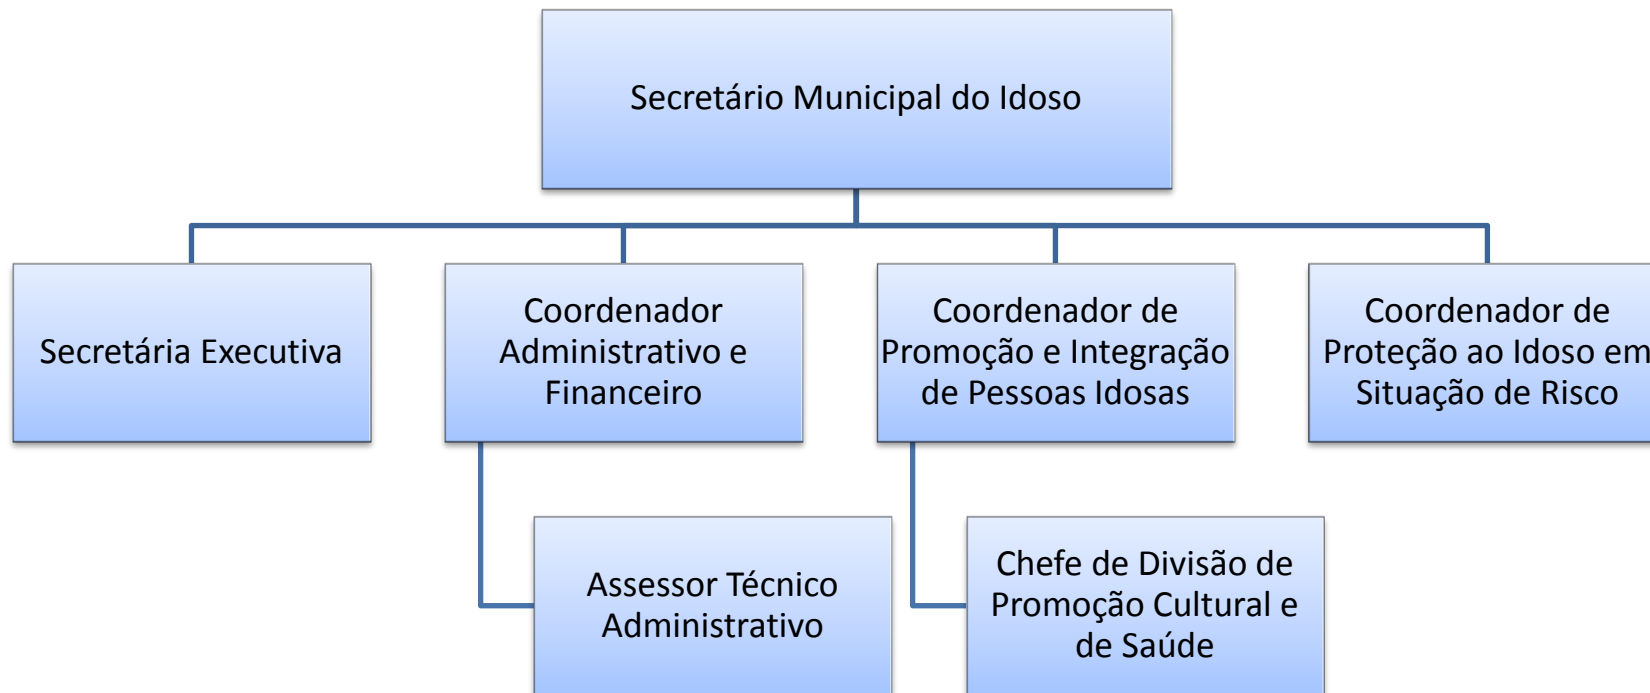 Secretário Municipal do Idoso
Secretária Executiva
Coordenador
Administrativo e
Financeiro
Coordenador de
Promoção e Integração
de Pessoas Idosas
Coordenador de
Proteção ao Idoso em
Situação de Risco
Assessor Técnico
Administrativo
Chefe de Divisão de
Promoção Cultural e
de Saúde